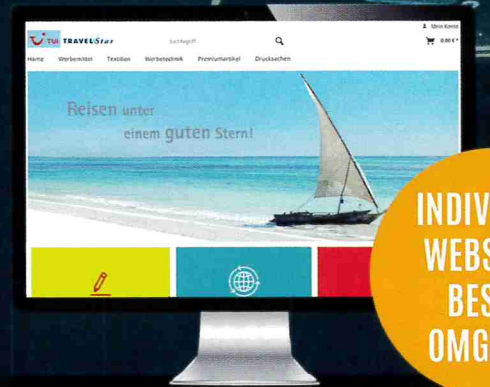 Mein Konto
TUI TRAVELStar
Suchbegriff
0,00 € *
Home Werbemittel Textilien Werbetechnik Premiumartikel Drucksachen
Reisen unter
einem guten Stern!
INDIV
WEBS
BES
OMG